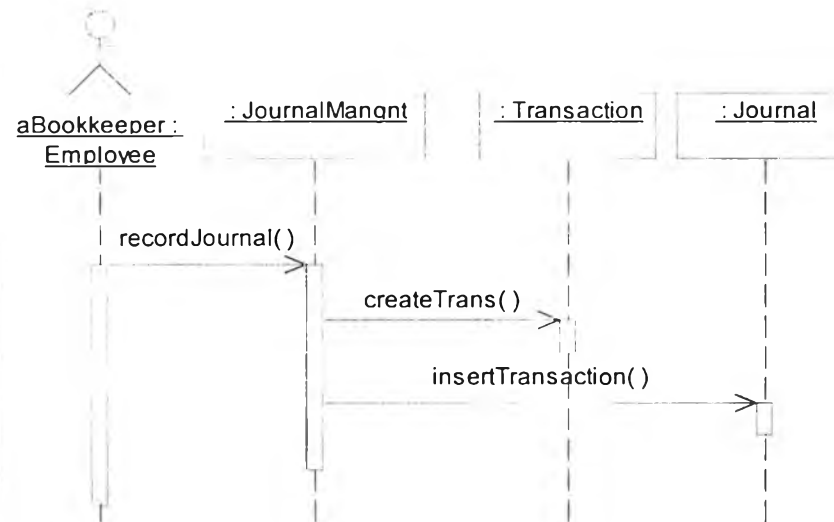 aBookkeeper :
Employee
: JournalMangnt
: Transaction
: Journal
recordJournal( )
createTrans( )
insertTransaction( )